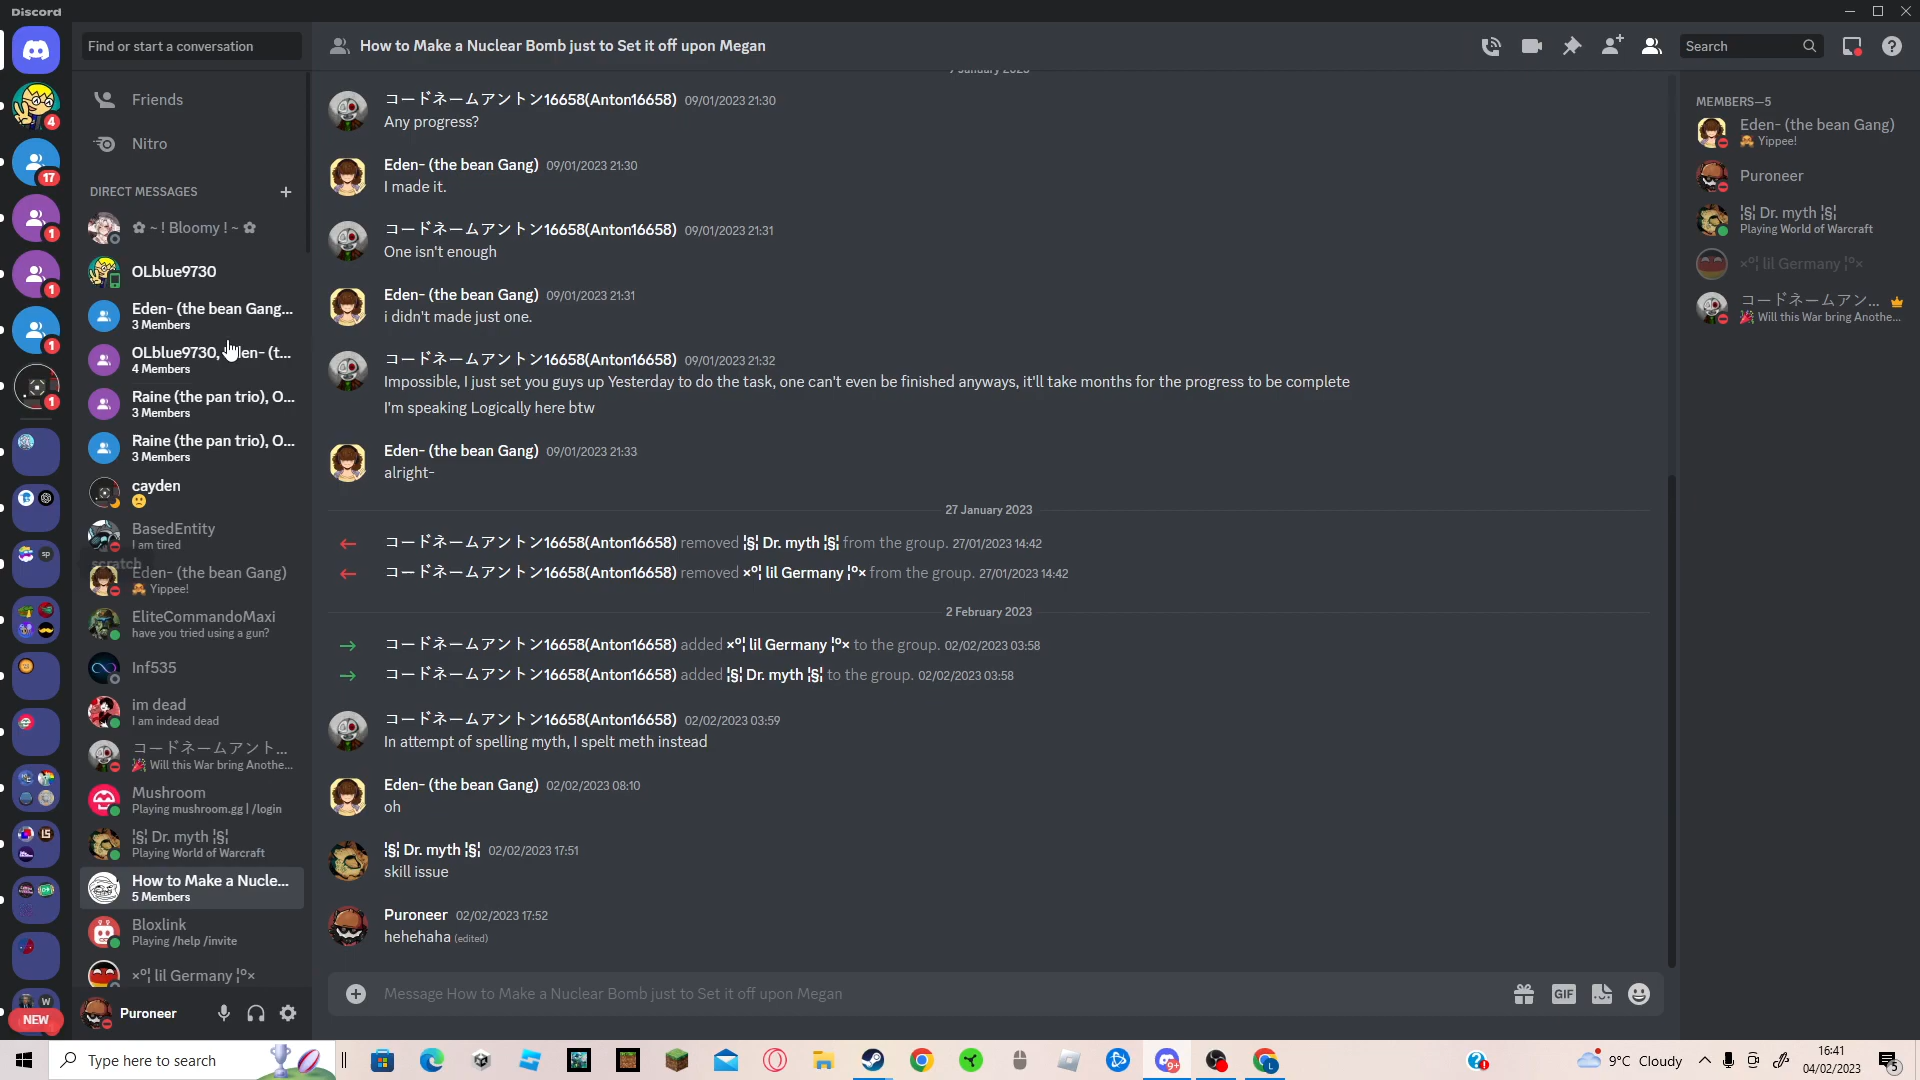 Discord
Find or start a conversation
Friends
Nitro
DIRECT MESSAGES
✿ ~ ! Bloomy ! ~ ✿
OLblue9730
Eden- (the bean Gang...
3 Members
OLblue9730,
en- (t...
4 Members
Raine (the pan trio), O...
3 Members
Raine (the pan trio), O...
3 Members
cayden
BasedEntity
I am tired
scratch
Eden- (the bean Gang)
Yippee!
EliteCommandoMaxi
have you tried using a gun?
Inf535
im dead
I am indead dead
コードネームアント...
Will this War bring Anothe...
Mushroom
Playing mushroom.gg | /login
¦§¦ Dr. myth ¦§¦
Playing World of Warcraft
How to Make a Nucle...
5 Members
Bloxlink
Playing /help /invite
×º¦ lil Germany ¦º×
Puroneer
4
17
1
1
1
1
sp
NEW
How to Make a Nuclear Bomb just to Set it off upon Megan
Search
コードネームアントン16658(Anton16658) 09/01/2023 21:30
Any progress?
Eden- (the bean Gang) 09/01/2023 21:30
I made it.
コードネームアントン16658(Anton16658) 09/01/2023 21:31
One isn't enough
Eden- (the bean Gang) 09/01/2023 21:31
i didn't made just one.
コードネームアントン16658(Anton16658) 09/01/2023 21:32
Impossible, I just set you guys up Yesterday to do the task, one can't even be finished anyways, it'll take months for the progress to be complete
I'm speaking Logically here btw
Eden- (the bean Gang) 09/01/2023 21:33
alright-
27 January 2023
コードネームアントン16658(Anton16658) removed ¦§¦ Dr. myth ¦§¦ from the group. 27/01/2023 14:42
コードネームアントン16658(Anton16658) removed ×º¦ lil Germany ¦º× from the group. 27/01/2023 14:42
2 February 2023
コードネームアントン16658(Anton16658) added ×º¦ lil Germany ¦º× to the group. 02/02/2023 03:58
コードネームアントン16658(Anton16658) added ¦§¦ Dr. myth ¦§¦ to the group. 02/02/2023 03:58
コードネームアントン16658(Anton16658) 02/02/2023 03:59
In attempt of spelling myth, I spelt meth instead
Eden- (the bean Gang) 02/02/2023 08:10
oh
¦§¦ Dr. myth ¦§¦ 02/02/2023 17:51
skill issue
Puroneer 02/02/2023 17:52
hehehaha (edited)
Message How to Make a Nuclear Bomb just to Set it off upon Megan
GIF
MEMBERS—5
Eden- (the bean Gang)
Yippee!
Puroneer
¦§¦ Dr. myth ¦§¦
Playing World of Warcraft
×º¦ lil Germany ¦º×
コードネームアン...
Will this War bring Anothe...
Type here to search
9+
L
9°C Cloudy
16:41
04/02/2023
5